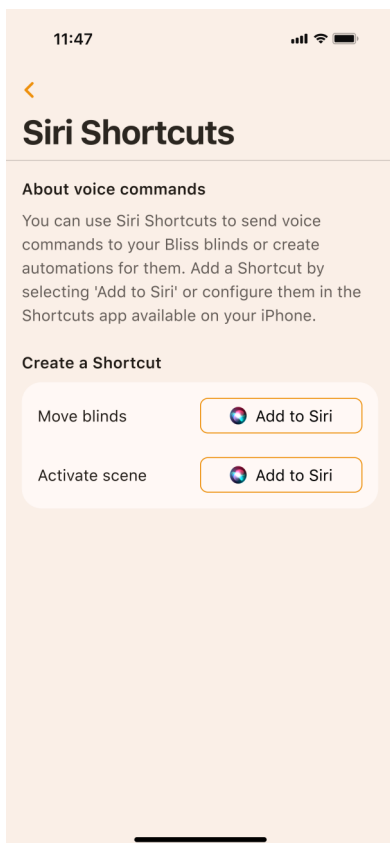 11:47
Siri Shortcuts
About voice commands
You can use Siri Shortcuts to send voice
commands to your Bliss blinds or create
automations for them. Add a Shortcut by
selecting 'Add to Siri' or configure them in the
Shortcuts app available on your iPhone.
Create a Shortcut
Move blinds Add to Siri
Activate scene Add to Siri